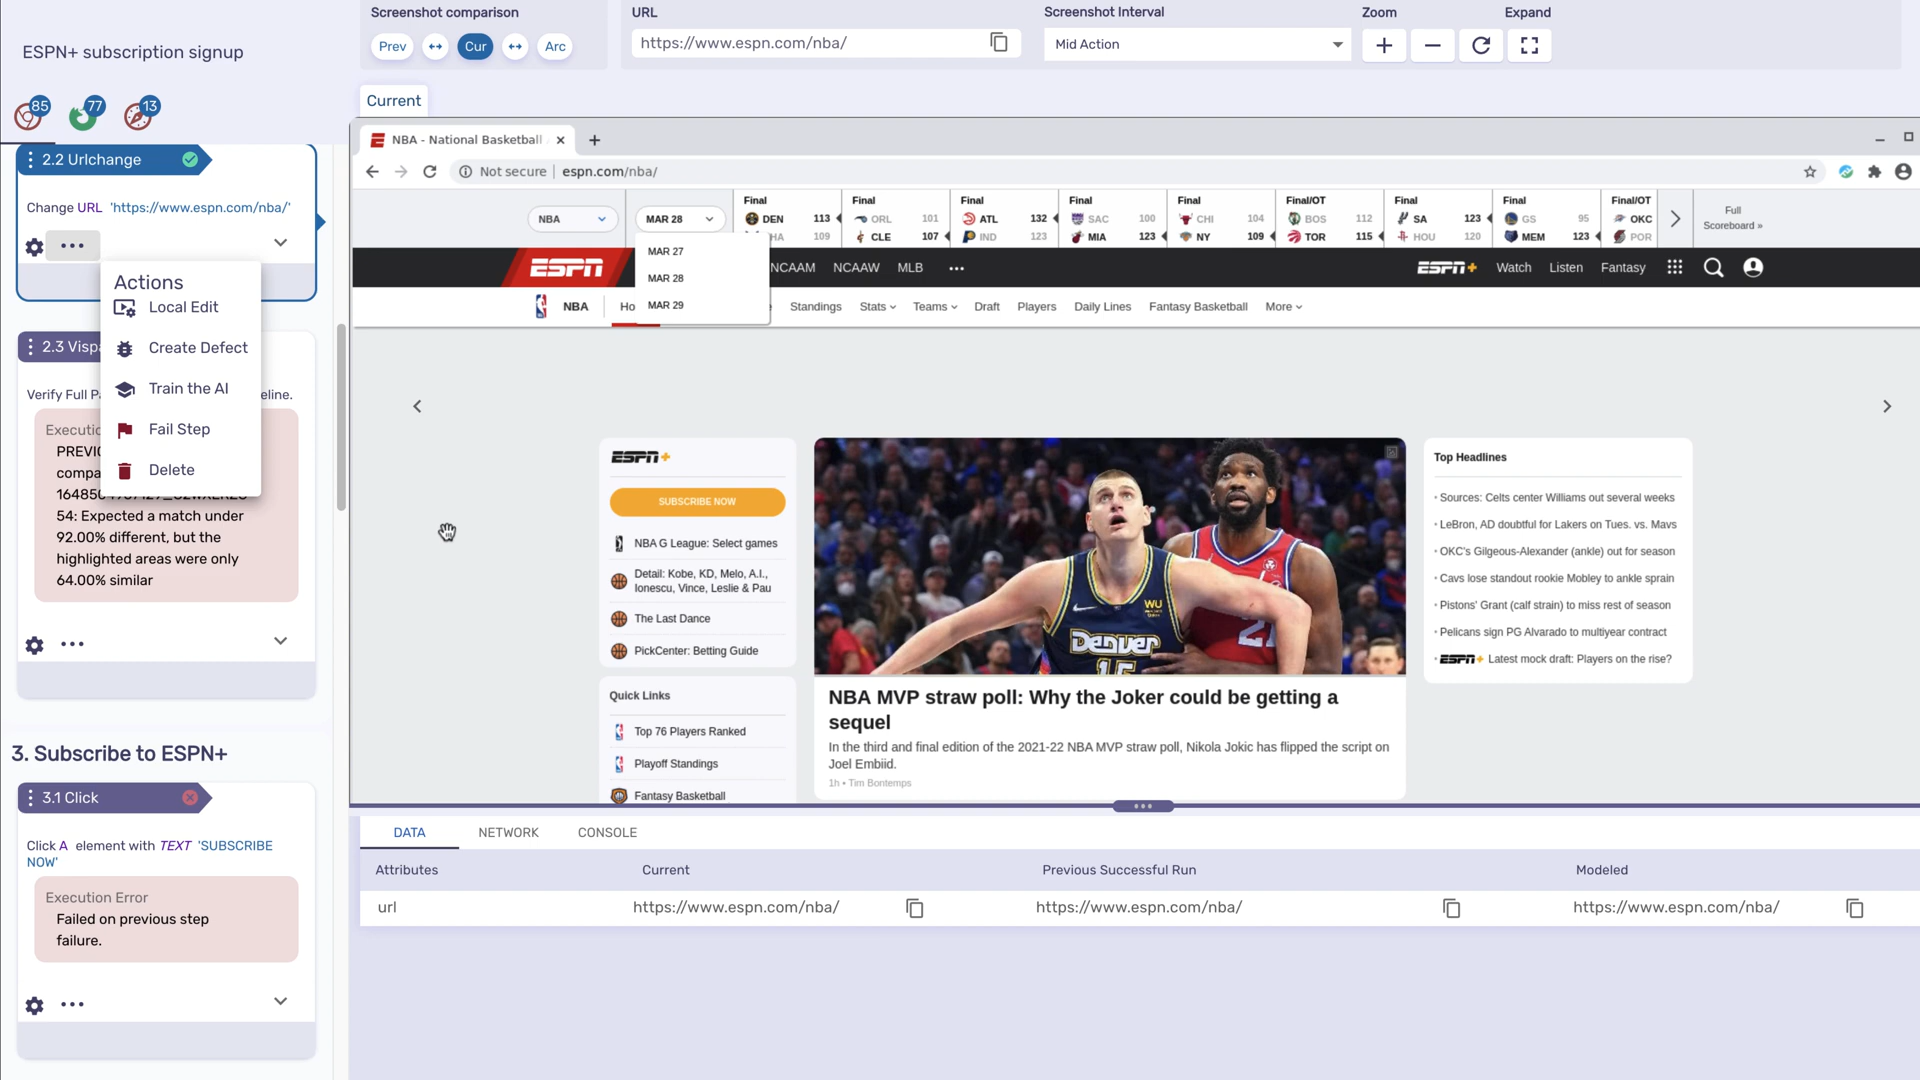 ESPN+ subscription signup
85
77
13
Screenshot comparison
Prev
Cur
Arc
URL
https://www.espn.com/nba/
Screenshot Interval
Mid Action
Zoom
Expand
Current
2.2 Urlchange
Change URL 'https://www.espn.com/nba/'
Actions
Local Edit
Create Defect
Train the AI
Fail Step
Delete
2.3
Verify Full
eline.
PREVI
compa
54: Expected a match under
92.00% different, but the
highlighted areas were only
64.00% similar
3. Subscribe to ESPN+
3.1 Click
Click A element with TEXT 'SUBSCRIBE
NOW'
Execution Error
Failed on previous step
failure.
NBA - National Basketball
Not secure espn.com/nba/
NBA
MAR 28
MAR 27
MAR 28
MAR 29
Final
DEN 113
HA 109
Final
ORL 101
CLE 107
Final
ATL 132
IND 123
Final
SAC 100
MIA 123
Final
CHI 104
NY 109
Final/OT
BOS 112
TOR 115
Final
SA 123
HOU 120
Final
GS 95
MEM 123
Final/OT
OKC
POR
Full
Scoreboard »
ESPN
NCAAM NCAAW MLB
ESPN+ Watch Listen Fantasy
NBA
Ho
Standings Stats Teams Draft Players Daily Lines Fantasy Basketball More
ESPN+
SUBSCRIBE NOW
NBA G League: Select games
Detail: Kobe, KD, Melo, A.I.,
Ionescu, Vince, Leslie & Pau
The Last Dance
PickCenter: Betting Guide
Quick Links
Top 76 Players Ranked
Playoff Standings
Fantasy Basketball
WU
Denver
15
21
NBA MVP straw poll: Why the Joker could be getting a
sequel
In the third and final edition of the 2021-22 NBA MVP straw poll, Nikola Jokic has flipped the script on
Joel Embiid.
1h • Tim Bontemps
Top Headlines
Sources: Celts center Williams out several weeks
LeBron, AD doubtful for Lakers on Tues. vs. Mavs
OKC's Gilgeous-Alexander (ankle) out for season
Cavs lose standout rookie Mobley to ankle sprain
Pistons' Grant (calf strain) to miss rest of season
Pelicans sign PG Alvarado to multiyear contract
ESPN+ Latest mock draft: Players on the rise?
DATA NETWORK CONSOLE
Attributes Current Previous Successful Run Modeled
url https://www.espn.com/nba/ https://www.espn.com/nba/ https://www.espn.com/nba/